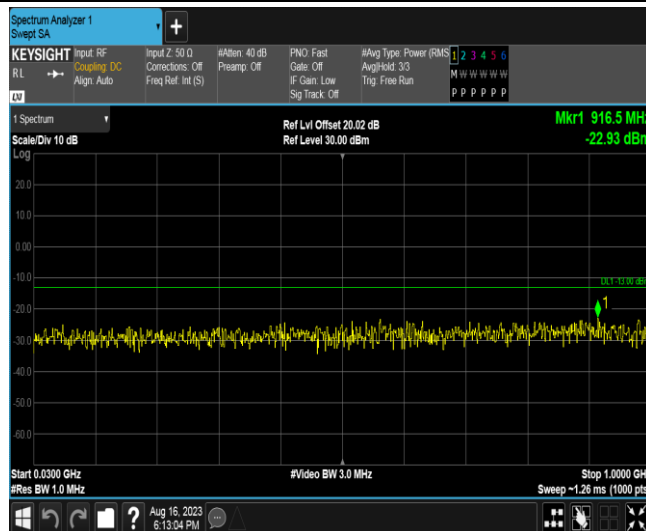 Spectrum Analyzer 1
Swept SA
+
KEYSIGHT
RL
LXI
Input: RF
Coupling: DC
Align: Auto
Input Z: 50 Ω
Corrections: Off
Freq Ref: Int (S)
#Atten: 40 dB
Preamp: Off
PNO: Fast
Gate: Off
IF Gain: Low
Sig Track: Off
#Avg Type: Power (RMS
Avg|Hold: 3/3
Trig: Free Run
1 2 3 4 5 6
M W W W W W
P P P P P P
1 Spectrum
Scale/Div 10 dB
Log
Ref Lvl Offset 20.02 dB
Ref Level 30.00 dBm
Mkr1 916.5 MHz
-22.93 dBm
20.0
10.0
0.00
-10.0
-20.0
-30.0
-40.0
-50.0
-60.0
DL1 -13.00 dBm
1
Start 0.0300 GHz
#Res BW 1.0 MHz
#Video BW 3.0 MHz
Stop 1.0000 GHz
Sweep ~1.26 ms (1000 pts
?
Aug 16, 2023
6:13:04 PM